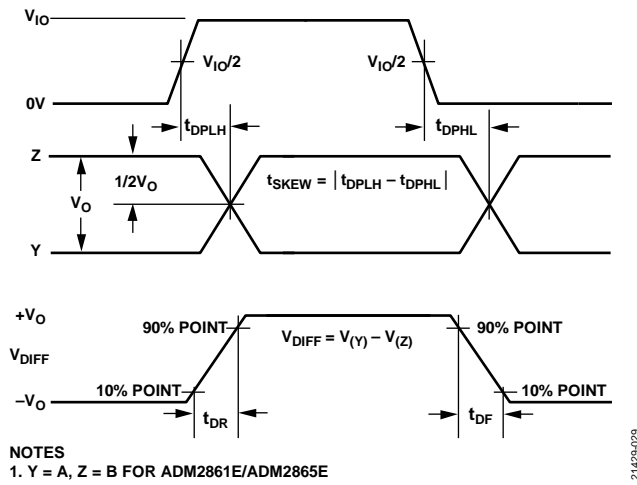 VIO
VIO/2
VIO/2
0V
tDPLH
tDPHL
Z
1/2VO
tSKEW = |tDPLH – tDPHL|
VO
Y
+VO
90% POINT
VDIFF = V(Y) – V(Z)
90% POINT
VDIFF
10% POINT
10% POINT
–VO
tDR
tDF
NOTES
1. Y = A, Z = B FOR ADM2861E/ADM2865E
21429-029